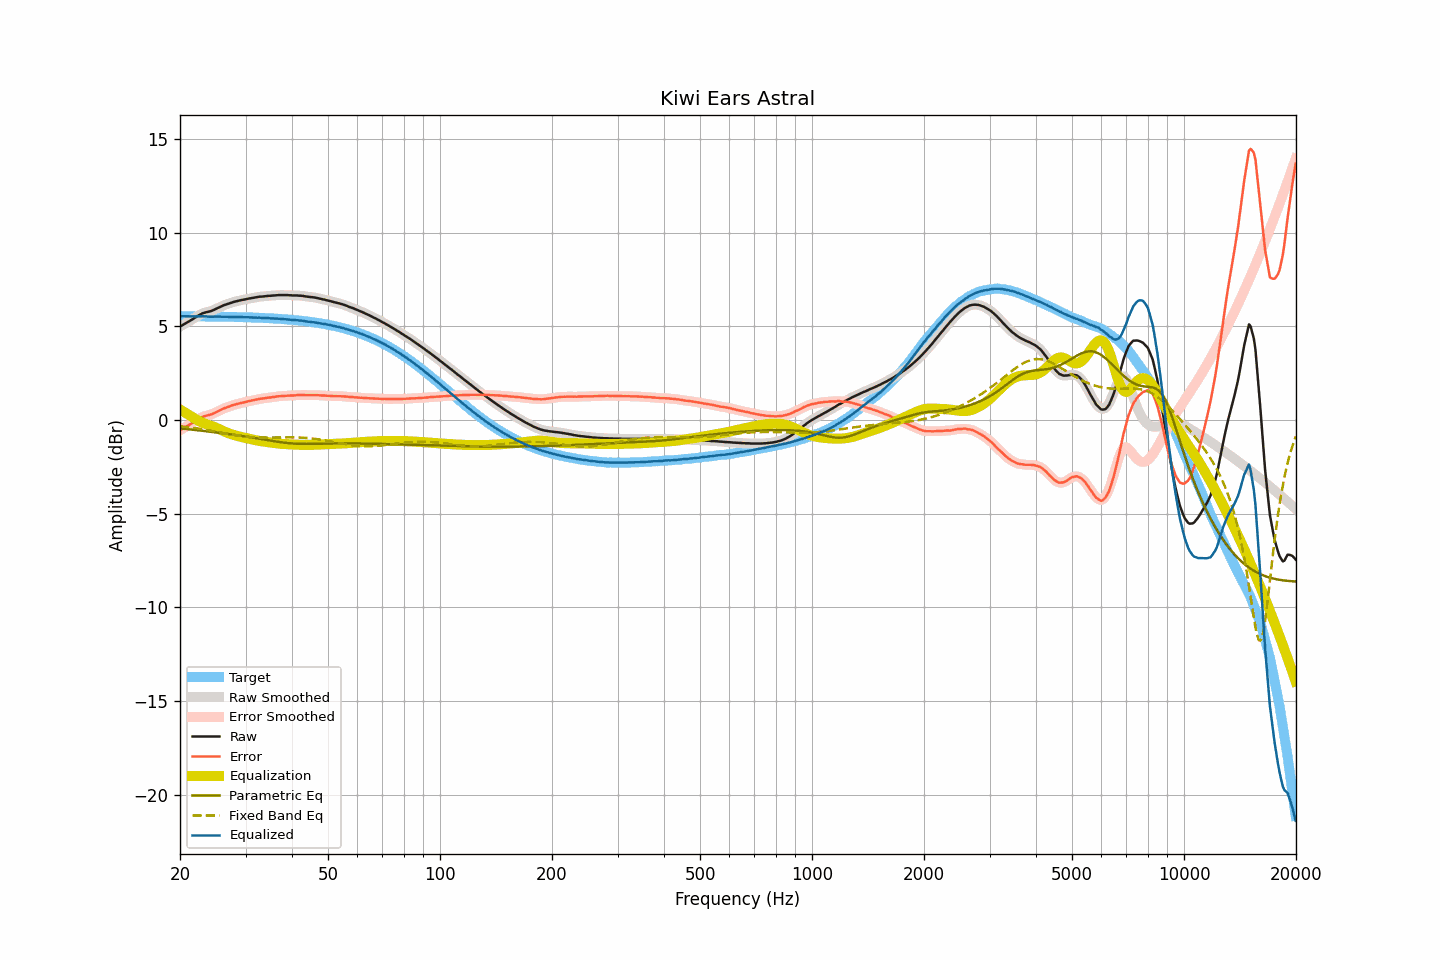 Kiwi Ears Astral
15
10
5
0
−5
−10
−15
−20
Amplitude (dBr)
Target
Raw Smoothed
Error Smoothed
Raw
Error
Equalization
Parametric Eq
Fixed Band Eq
Equalized
20 50 100 200 500 1000 2000 5000 10000 20000
Frequency (Hz)